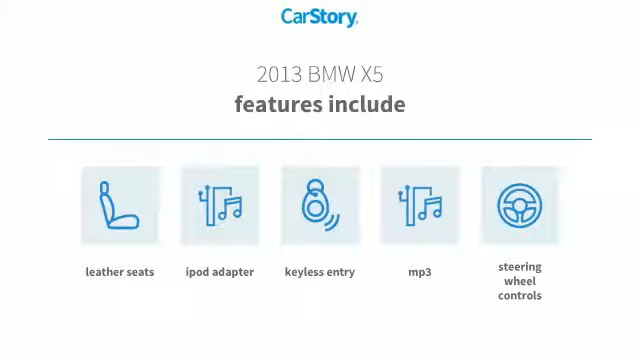 CarStory
2013 BMW X5
features include
leather seats
ipod adapter
keyless entry
mp3
steering
wheel
controls